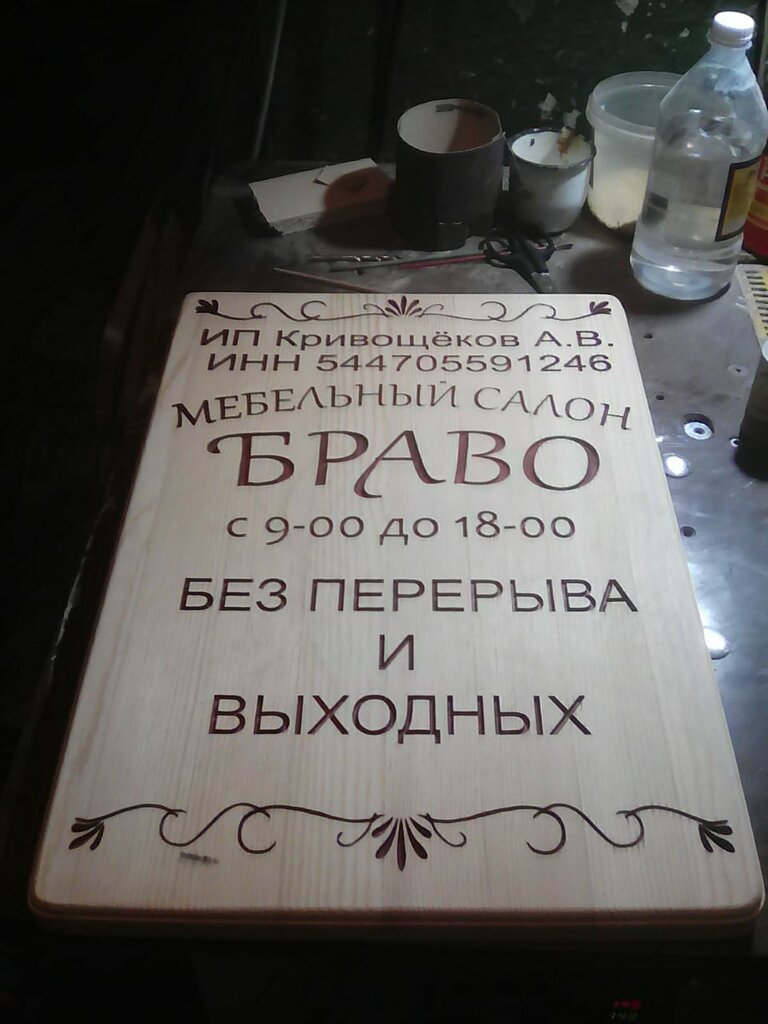 ИП Кривощёков А.В.
ИНН 544705591246
МЕБЕЛЬНЫЙ САЛОН
БРАВО
с 9-00 до 18-00
БЕЗ ПЕРЕРЫВА
И
ВЫХОДНЫХ